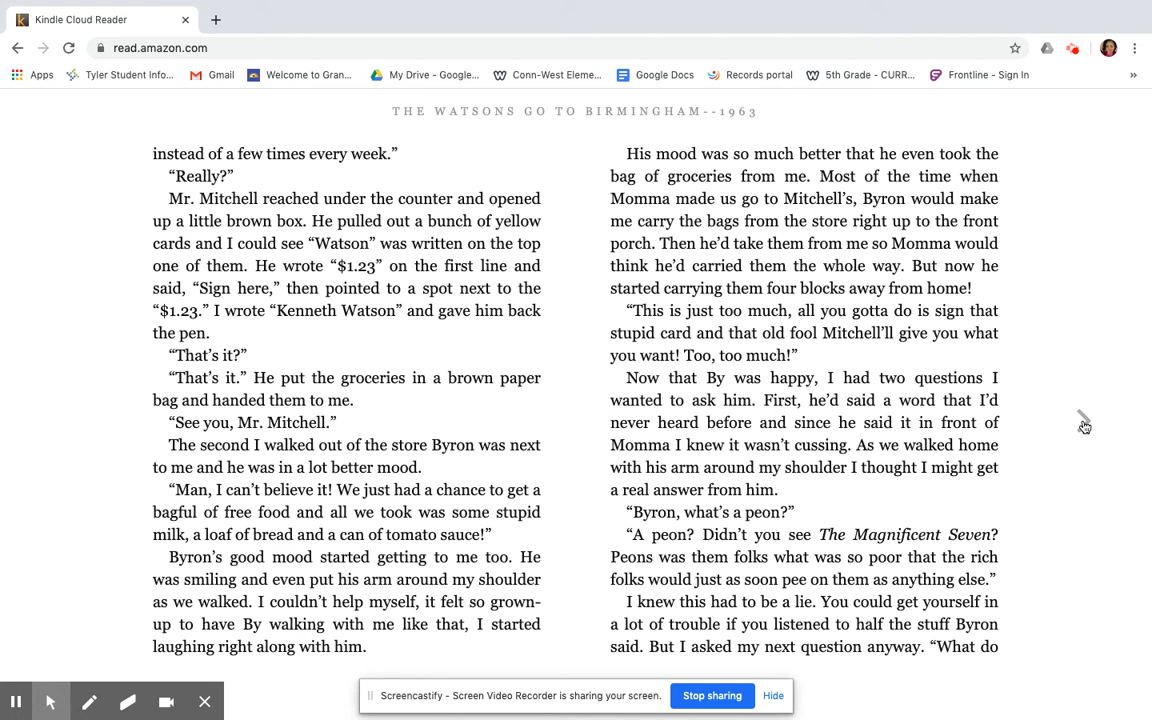 Kindle Cloud Reader
read.amazon.com
Apps
Tyler Student Info...
Gmail
Welcome to Gran...
My Drive - Google...
Conn-West Eleme...
Google Docs
Records portal
5th Grade - CURR...
Frontline - Sign In
THE WATSONS GO TO BIRMINGHAM--1963
instead of a few times every week.”
“Really?”
Mr. Mitchell reached under the counter and opened
up a little brown box. He pulled out a bunch of yellow
cards and I could see “Watson” was written on the top
one of them. He wrote “$1.23” on the first line and
said, “Sign here,” then pointed to a spot next to the
“$1.23.” I wrote “Kenneth Watson” and gave him back
the pen.
“That’s it?”
“That’s it.” He put the groceries in a brown paper
bag and handed them to me.
“See you, Mr. Mitchell.”
The second I walked out of the store Byron was next
to me and he was in a lot better mood.
“Man, I can’t believe it! We just had a chance to get a
bagful of free food and all we took was some stupid
milk, a loaf of bread and a can of tomato sauce!”
Byron’s good mood started getting to me too. He
was smiling and even put his arm around my shoulder
as we walked. I couldn’t help myself, it felt so grown-
up to have By walking with me like that, I started
laughing right along with him.
His mood was so much better that he even took the
bag of groceries from me. Most of the time when
Momma made us go to Mitchell’s, Byron would make
me carry the bags from the store right up to the front
porch. Then he’d take them from me so Momma would
think he’d carried them the whole way. But now he
started carrying them four blocks away from home!
“This is just too much, all you gotta do is sign that
stupid card and that old fool Mitchell’ll give you what
you want! Too, too much!”
Now that By was happy, I had two questions I
wanted to ask him. First, he’d said a word that I’d
never heard before and since he said it in front of
Momma I knew it wasn’t cussing. As we walked home
with his arm around my shoulder I thought I might get
a real answer from him.
“Byron, what’s a peon?”
“A peon? Didn’t you see The Magnificent Seven?
Peons was them folks what was so poor that the rich
folks would just as soon pee on them as anything else.”
I knew this had to be a lie. You could get yourself in
a lot of trouble if you listened to half the stuff Byron
said. But I asked my next question anyway. “What do
Screencastify - Screen Video Recorder is sharing your screen.
Stop sharing
Hide